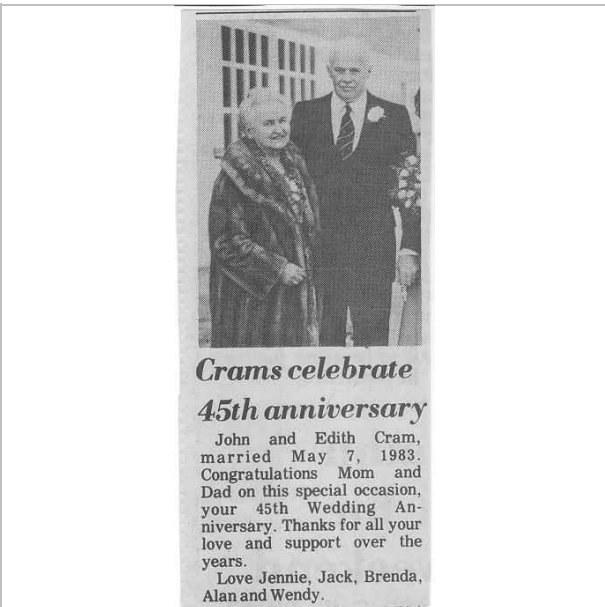 Crams celebrate
45th anniversary
John and Edith Cram,
married May 7, 1983.
Congratulations Mom and
Dad on this special occasion,
your 45th Wedding An-
niversary. Thanks for all your
love and support over the
years.
Love Jennie, Jack, Brenda,
Alan and Wendy.